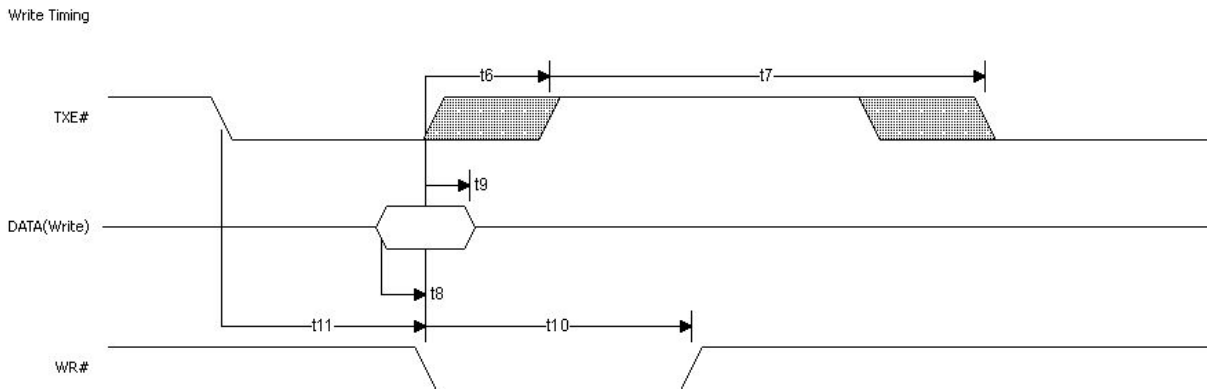 Write Timing
t6
t7
TXE#
t9
DATA(Write)
t8
t11
t10
WR#